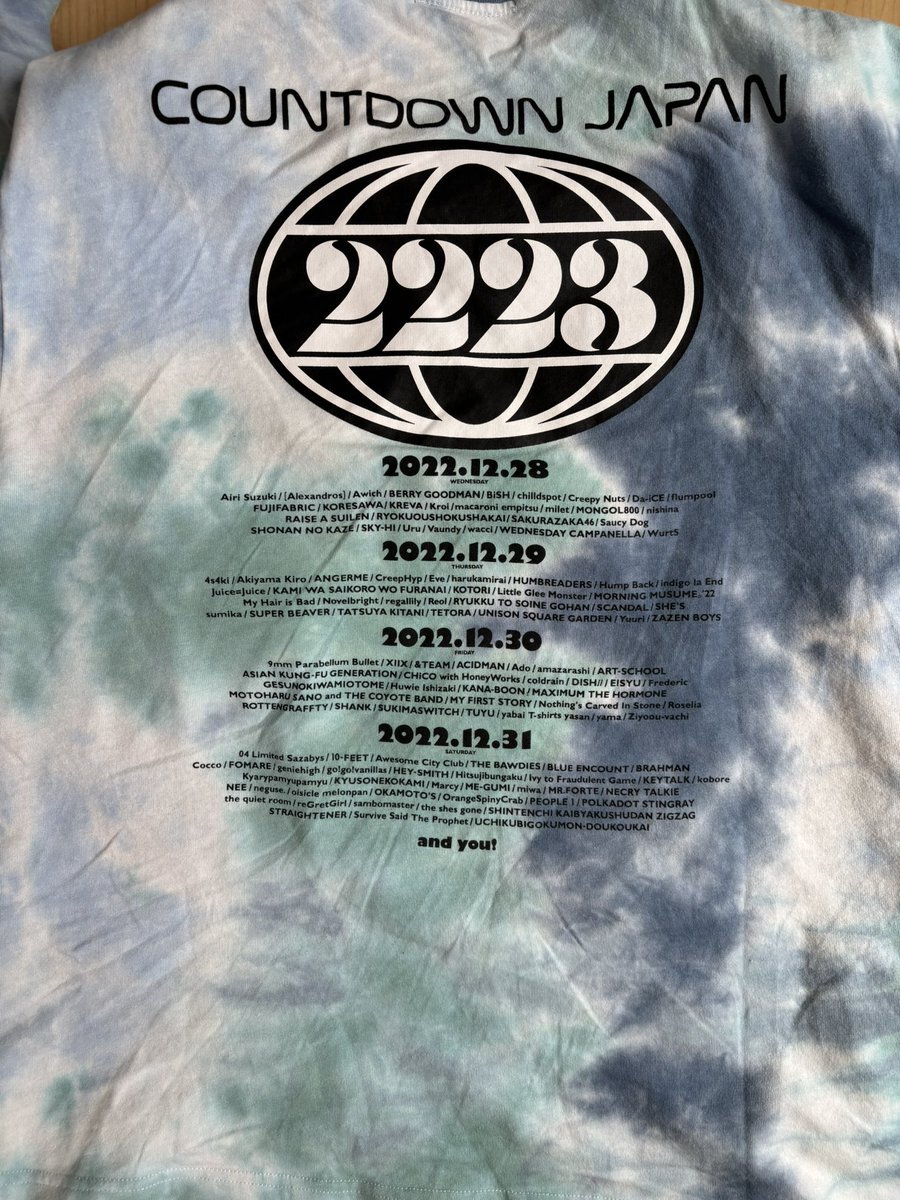 COUNTDOWN JAPAN
2223
2022.12.28
WEDNESDAY
Airi Suzuki / [Alexandros] / Awich / BERRY GOODMAN / BiSH / chilldspot / Creepy Nuts / Da-iCE / flumpool
FUJIFABRIC / KORESAWA / KREVA / Kroi / macaroni empitsu / milet / MONGOL800 / nishina
RAISE A SUILEN / RYOKUOUSHOKUSHAKAI / SAKURAZAKA46 / Saucy Dog
SHONAN NO KAZE / SKY-HI / Uru / Vaundy / wacci / WEDNESDAY CAMPANELLA / WurtS
2022.12.29
THURSDAY
4s4ki / Akiyama Kiro / ANGERME / CreepHyp / Eve / harukamirai / HUMBREADERS / Hump Back / indigo la End
Juice=Juice / KAMI WA SAIKORO WO FURANAI / KOTORI / Little Glee Monster / MORNING MUSUME.'22
My Hair is Bad / Novelbright / regallily / Reol / RYUKKU TO SOINE GOHAN / SCANDAL / SHE'S
sumika / SUPER BEAVER / TATSUYA KITANI / TETORA / UNISON SQUARE GARDEN / Yuuri / ZAZEN BOYS
2022.12.30
FRIDAY
9mm Parabellum Bullet / XIIX / &TEAM / ACIDMAN / Ado / amazarashi / ART-SCHOOL
ASIAN KUNG-FU GENERATION / CHiCO with HoneyWorks / coldrain / DISH// / EISYU / Frederic
GESUNOKIWAMIOTOME / Huwie Ishizaki / KANA-BOON / MAXIMUM THE HORMONE
MOTOHARU SANO and THE COYOTE BAND / MY FIRST STORY / Nothing's Carved In Stone / Roselia
ROTTENGRAFFTY / SHANK / SUKIMASWITCH / TUYU / yabai T-shirts yasan / yama / Ziyoou-vachi
2022.12.31
SATURDAY
04 Limited Sazabys / 10-FEET / Awesome City Club / THE BAWDIES / BLUE ENCOUNT / BRAHMAN
Cocco / FOMARE / geniehigh / go!go!vanillas / HEY-SMITH / Hitsujibungaku / Ivy to Fraudulent Game / KEYTALK / kobore
Kyarypamyupamyu / KYUSONEKOKAMI / Marcy / ME-GUMI / miwa / MR.FORTE / NECRY TALKIE
NEE / neguse. / oisicle melonpan / OKAMOTO'S / OrangeSpinyCrab / PEOPLE 1 / POLKADOT STINGRAY
the quiet room / reGretGirl / sambomaster / the shes gone / SHINTENCHI KAIBYAKUSHUDAN ZIGZAG
STRAIGHTENER / Survive Said The Prophet / UCHIKUBIGOKUMON-DOUKOUKAI
and you!